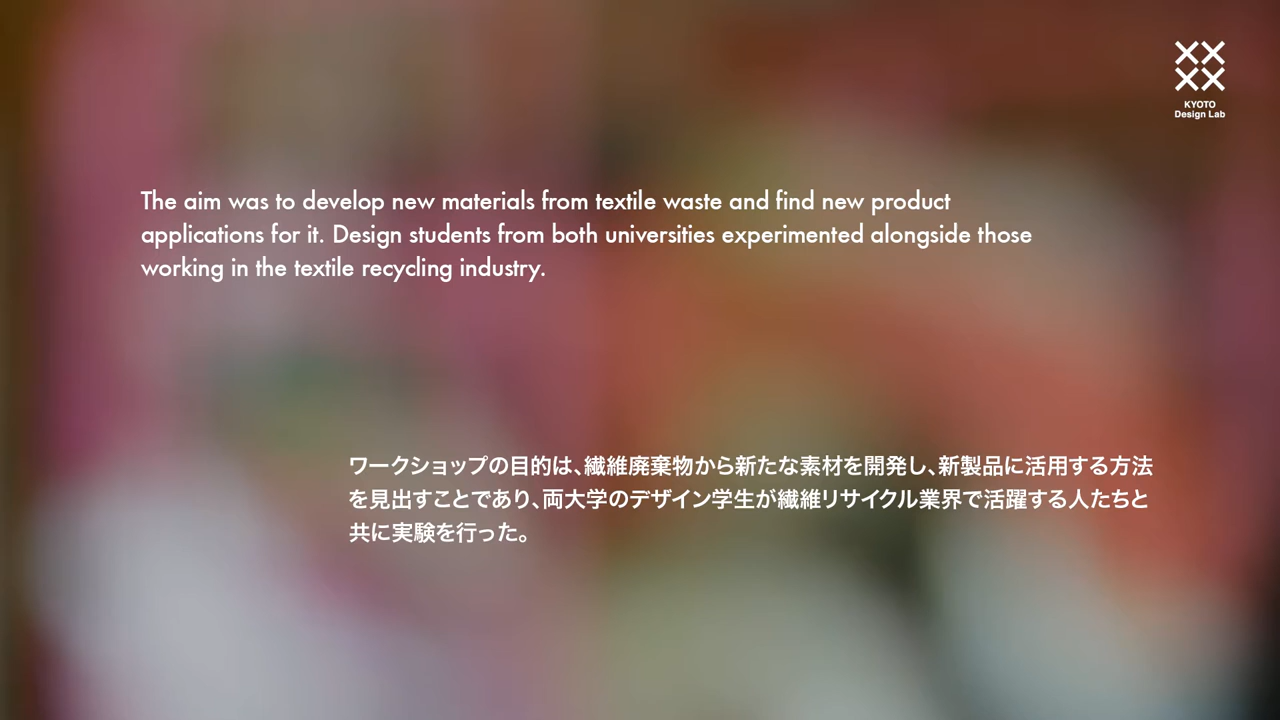 KYOTO
Design Lab
The aim was to develop new materials from textile waste and find new product
applications for it. Design students from both universities experimented alongside those
working in the textile recycling industry.
ワークショップの目的は、繊維廃棄物から新たな素材を開発し、新製品に活用する方法
を見出すことであり、両大学のデザイン学生が繊維リサイクル業界で活躍する人たちと
共に実験を行った。